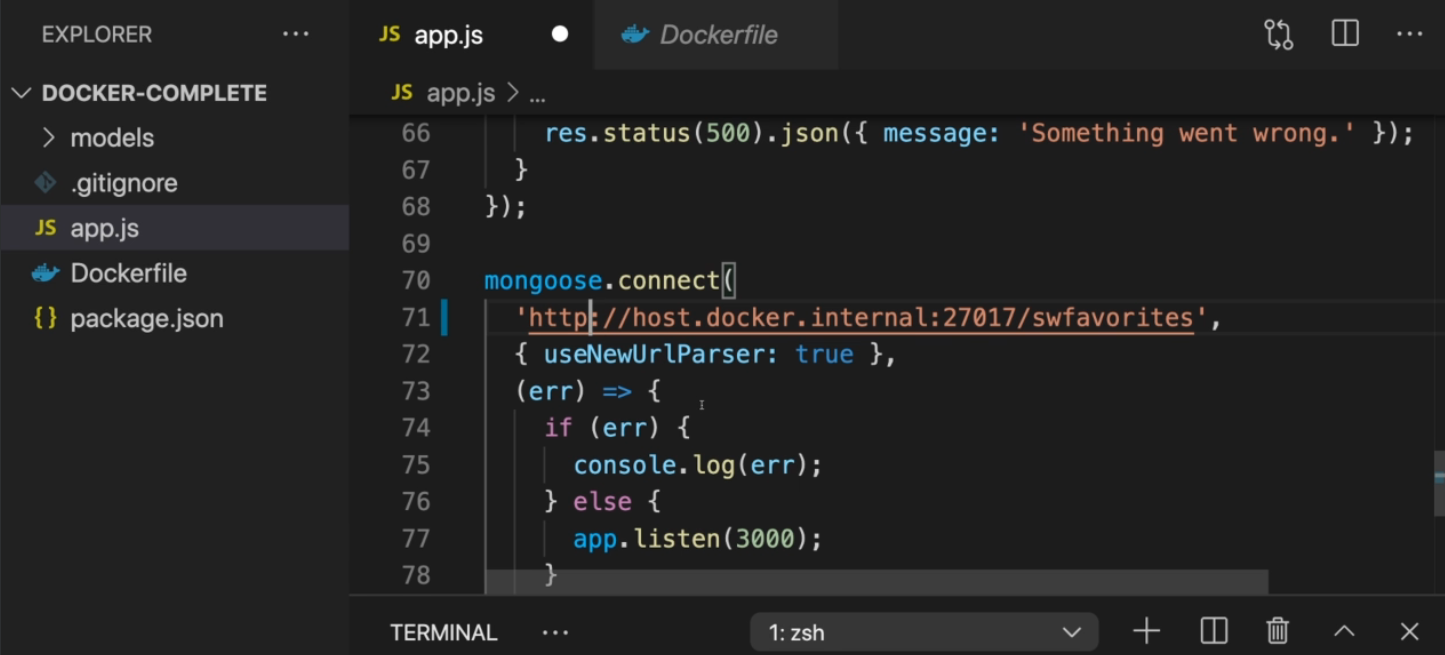 EXPLORER ...
JS app.js
Dockerfile
...
DOCKER-COMPLETE
models
.gitignore
JS app.js
Dockerfile
{} package.json
JS app.js > ...
66 res.status(500).json({ message: 'Something went wrong.' });
67 }
68 });
69
70 mongoose.connect(
71 'http://host.docker.internal:27017/swfavorites',
72 { useNewUrlParser: true },
73 (err) => {
74 if (err) {
75 console.log(err);
76 } else {
77 app.listen(3000);
78 }
TERMINAL ...
1: zsh